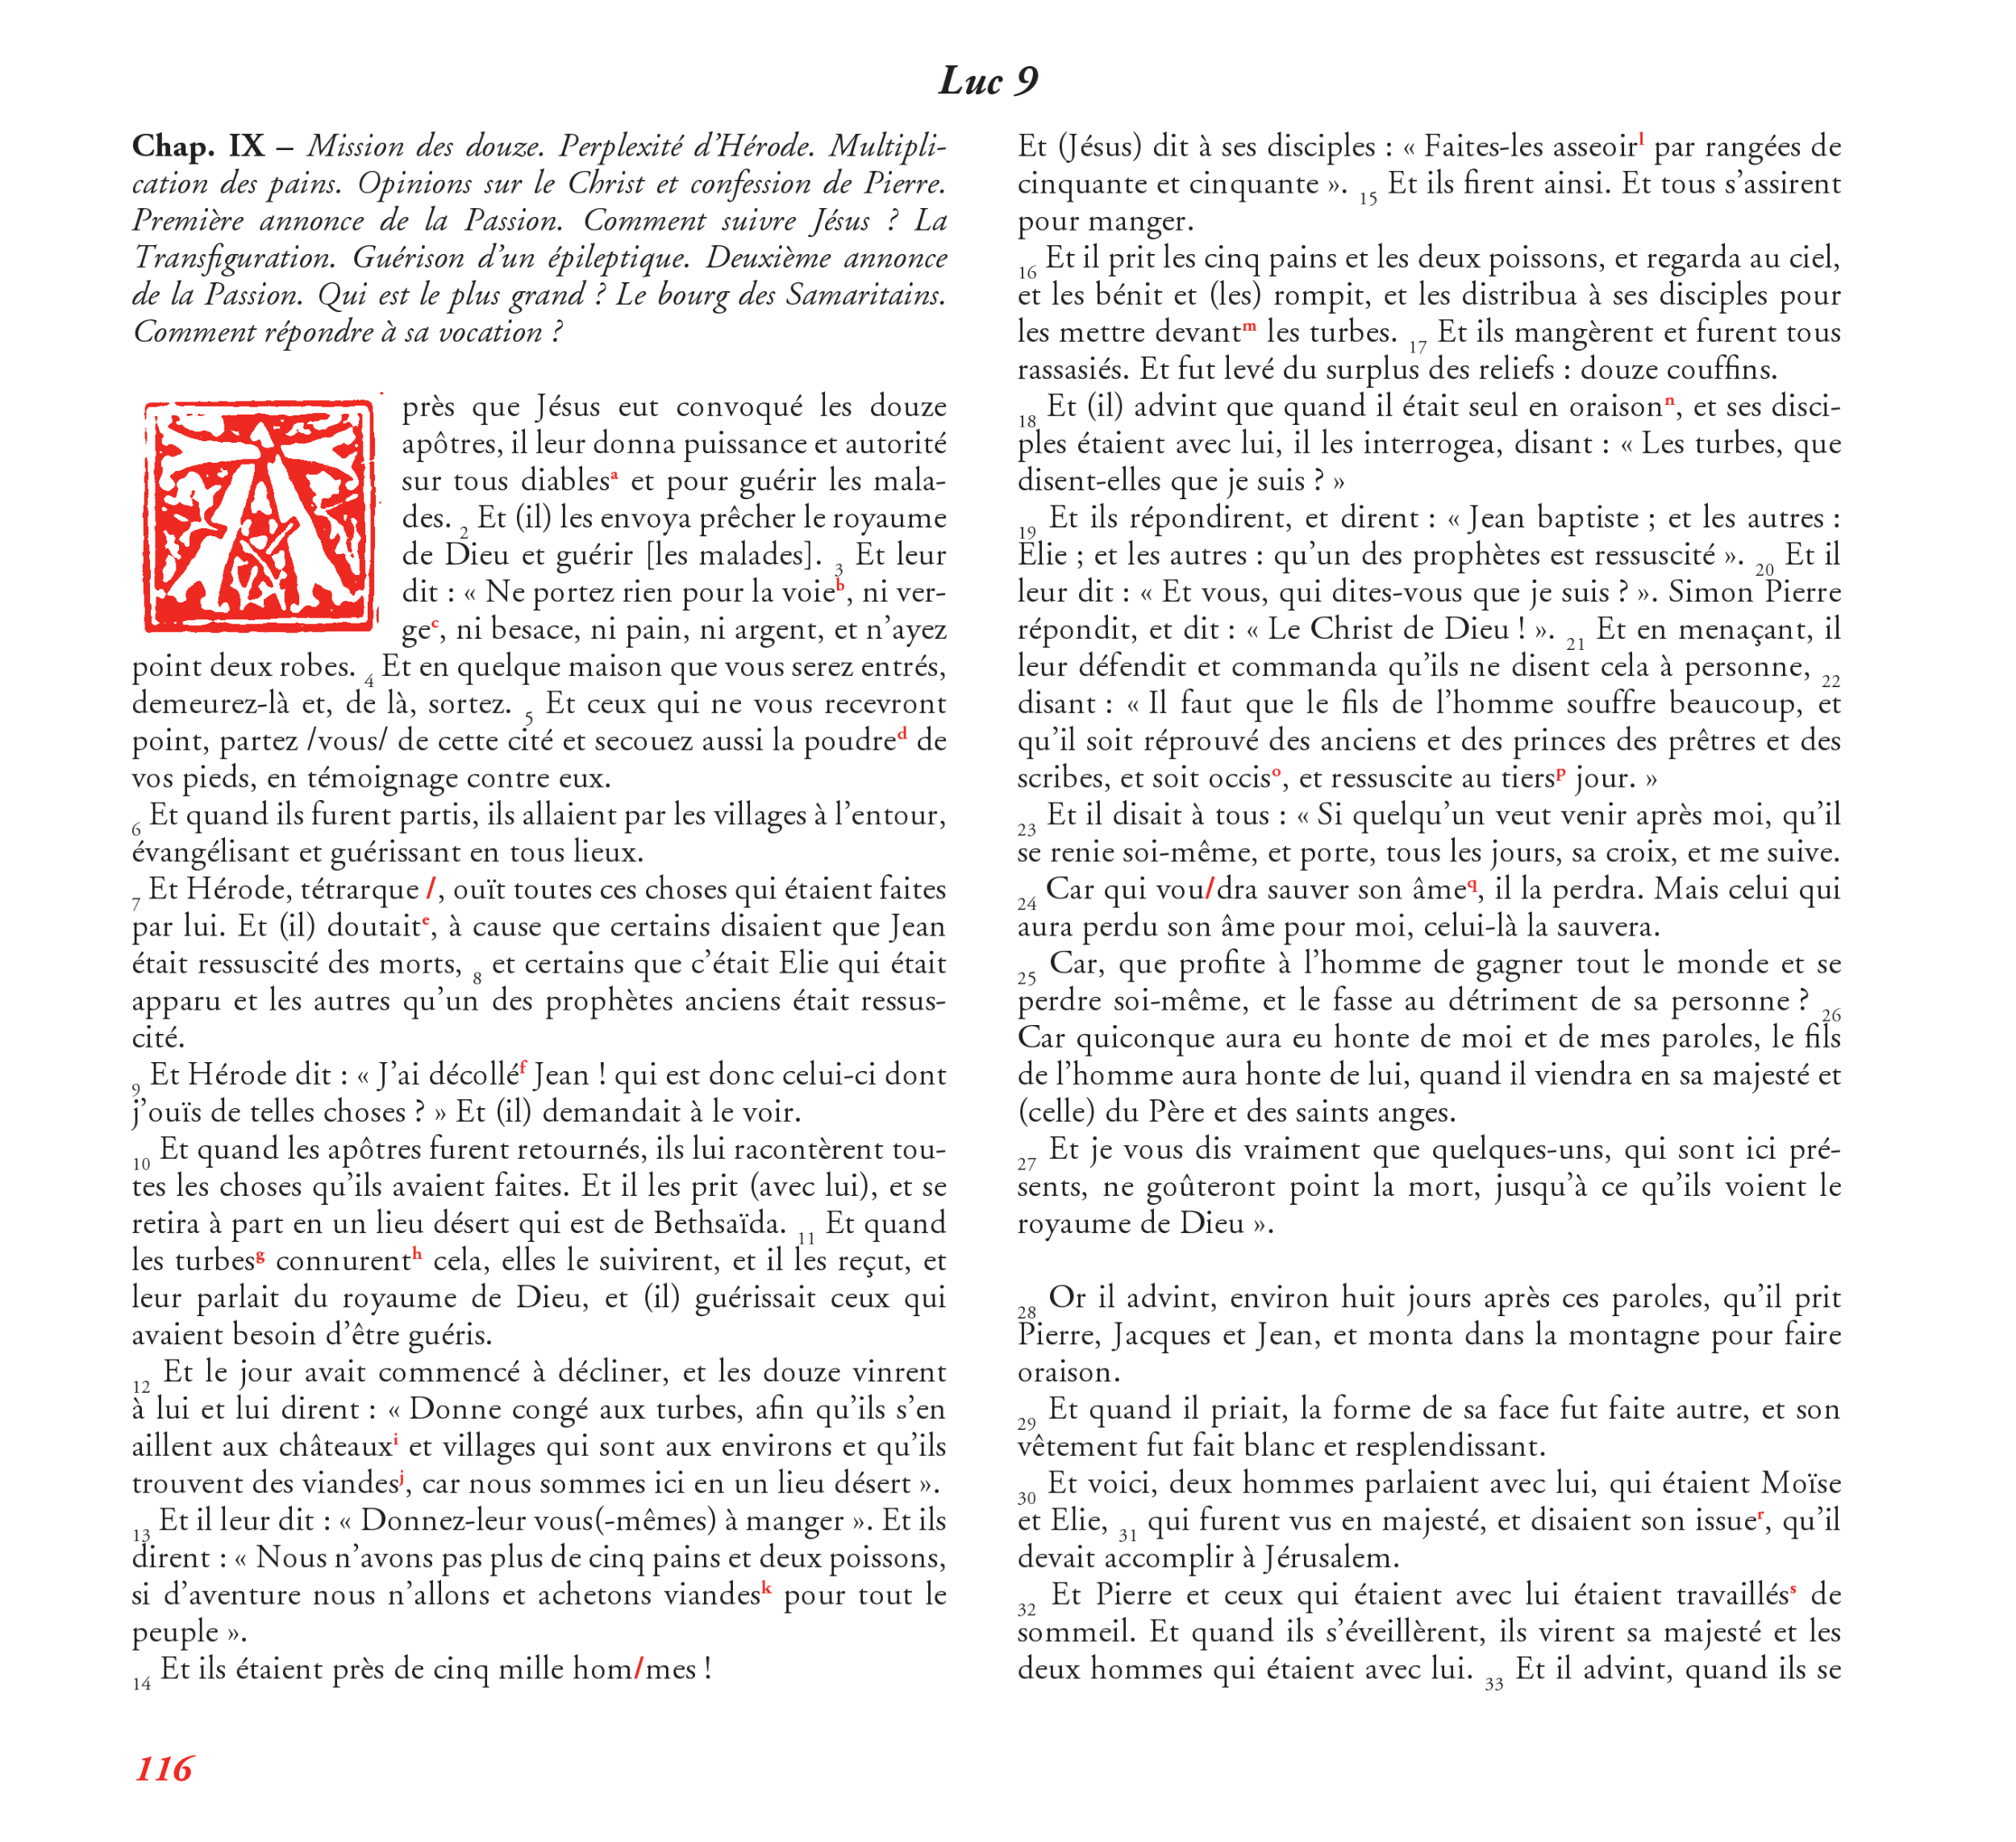 Luc 9
Chap. IX – Mission des douze. Perplexité d’Hérode. Multipli-
cation des pains. Opinions sur le Christ et confession de Pierre.
Première annonce de la Passion. Comment suivre Jésus ? La
Transfiguration. Guérison d’un épileptique. Deuxième annonce
de la Passion. Qui est le plus grand ? Le bourg des Samaritains.
Comment répondre à sa vocation ?
A
près que Jésus eut convoqué les douze
apôtres, il leur donna puissance et autorité
sur tous diablesa et pour guérir les mala-
des. 2 Et (il) les envoya prêcher le royaume
de Dieu et guérir [les malades]. 3 Et leur
dit : « Ne portez rien pour la voieb, ni ver-
gec, ni besace, ni pain, ni argent, et n’ayez
point deux robes. 4 Et en quelque maison que vous serez entrés,
demeurez-là et, de là, sortez. 5 Et ceux qui ne vous recevront
point, partez /vous/ de cette cité et secouez aussi la poudred de
vos pieds, en témoignage contre eux.
6 Et quand ils furent partis, ils allaient par les villages à l’entour,
évangélisant et guérissant en tous lieux.
7 Et Hérode, tétrarque /, ouït toutes ces choses qui étaient faites
par lui. Et (il) doutaite, à cause que certains disaient que Jean
était ressuscité des morts, 8 et certains que c’était Elie qui était
apparu et les autres qu’un des prophètes anciens était ressus-
cité.
9 Et Hérode dit : « J’ai décolléf Jean ! qui est donc celui-ci dont
j’ouïs de telles choses ? » Et (il) demandait à le voir.
10 Et quand les apôtres furent retournés, ils lui racontèrent tou-
tes les choses qu’ils avaient faites. Et il les prit (avec lui), et se
retira à part en un lieu désert qui est de Bethsaïda. 11 Et quand
les turbesg connurenth cela, elles le suivirent, et il les reçut, et
leur parlait du royaume de Dieu, et (il) guérissait ceux qui
avaient besoin d’être guéris.
12 Et le jour avait commencé à décliner, et les douze vinrent
à lui et lui dirent : « Donne congé aux turbes, afin qu’ils s’en
aillent aux châteauxi et villages qui sont aux environs et qu’ils
trouvent des viandesj, car nous sommes ici en un lieu désert ».
13 Et il leur dit : « Donnez-leur vous(-mêmes) à manger ». Et ils
dirent : « Nous n’avons pas plus de cinq pains et deux poissons,
si d’aventure nous n’allons et achetons viandesk pour tout le
peuple ».
14 Et ils étaient près de cinq mille hom/mes !
Et (Jésus) dit à ses disciples : « Faites-les asseoirl par rangées de
cinquante et cinquante ». 15 Et ils firent ainsi. Et tous s’assirent
pour manger.
16 Et il prit les cinq pains et les deux poissons, et regarda au ciel,
et les bénit et (les) rompit, et les distribua à ses disciples pour
les mettre devantm les turbes. 17 Et ils mangèrent et furent tous
rassasiés. Et fut levé du surplus des reliefs : douze couffins.
18 Et (il) advint que quand il était seul en oraisonn, et ses disci-
ples étaient avec lui, il les interrogea, disant : « Les turbes, que
disent-elles que je suis ? »
19 Et ils répondirent, et dirent : « Jean baptiste ; et les autres :
Elie ; et les autres : qu’un des prophètes est ressuscité ». 20 Et il
leur dit : « Et vous, qui dites-vous que je suis ? ». Simon Pierre
répondit, et dit : « Le Christ de Dieu ! ». 21 Et en menaçant, il
leur défendit et commanda qu’ils ne disent cela à personne, 22
disant : « Il faut que le fils de l’homme souffre beaucoup, et
qu’il soit réprouvé des anciens et des princes des prêtres et des
scribes, et soit occiso, et ressuscite au tiersp jour. »
23 Et il disait à tous : « Si quelqu’un veut venir après moi, qu’il
se renie soi-même, et porte, tous les jours, sa croix, et me suive.
24 Car qui vou/dra sauver son âmeq, il la perdra. Mais celui qui
aura perdu son âme pour moi, celui-là la sauvera.
25 Car, que profite à l’homme de gagner tout le monde et se
perdre soi-même, et le fasse au détriment de sa personne ? 26
Car quiconque aura eu honte de moi et de mes paroles, le fils
de l’homme aura honte de lui, quand il viendra en sa majesté et
(celle) du Père et des saints anges.
27 Et je vous dis vraiment que quelques-uns, qui sont ici pré-
sents, ne goûteront point la mort, jusqu’à ce qu’ils voient le
royaume de Dieu ».
28 Or il advint, environ huit jours après ces paroles, qu’il prit
Pierre, Jacques et Jean, et monta dans la montagne pour faire
oraison.
29 Et quand il priait, la forme de sa face fut faite autre, et son
vêtement fut fait blanc et resplendissant.
30 Et voici, deux hommes parlaient avec lui, qui étaient Moïse
et Elie, 31 qui furent vus en majesté, et disaient son issuer, qu’il
devait accomplir à Jérusalem.
32 Et Pierre et ceux qui étaient avec lui étaient travailléss de
sommeil. Et quand ils s’éveillèrent, ils virent sa majesté et les
deux hommes qui étaient avec lui. 33 Et il advint, quand ils se
116